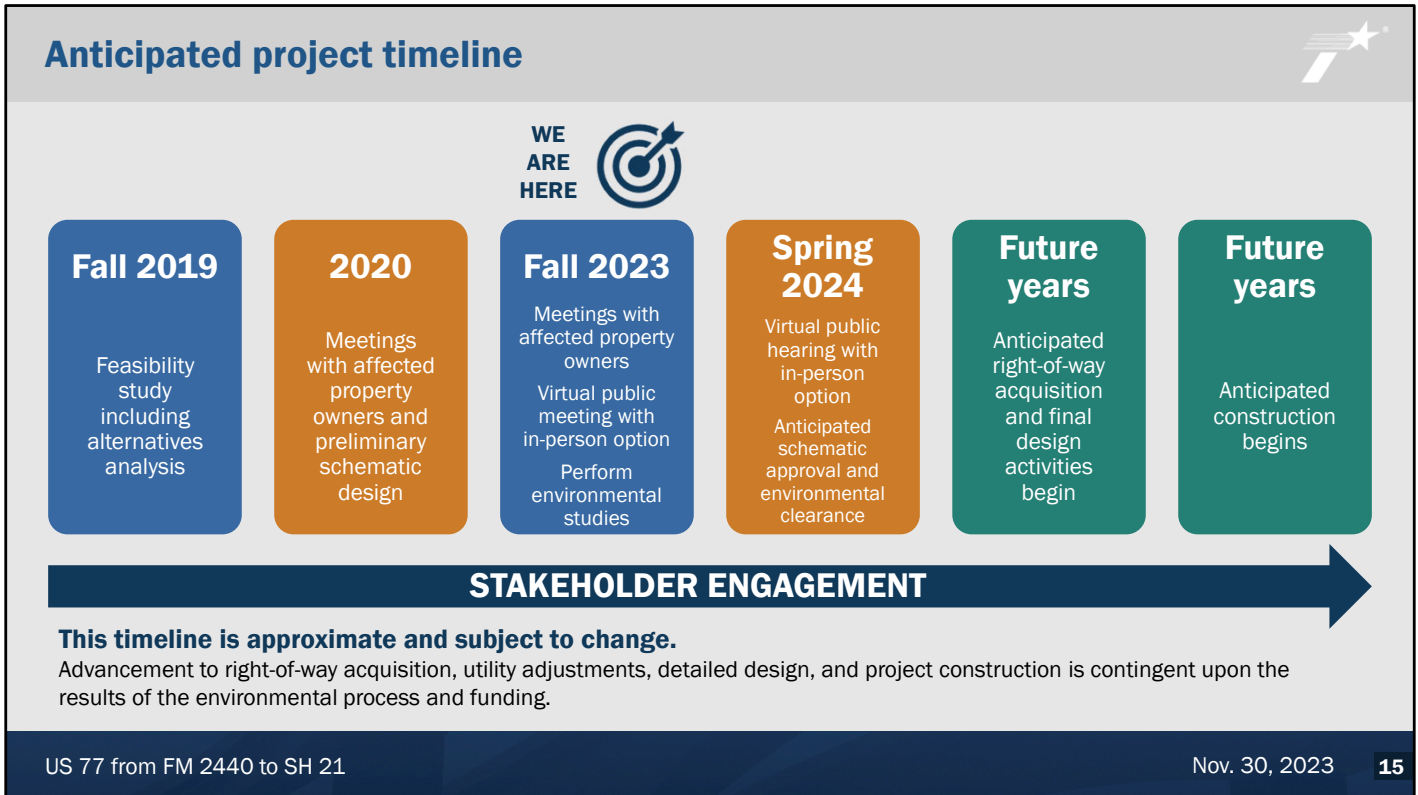 Anticipated project timeline
WE
ARE
HERE
Fall 2019
Feasibility
study
including
alternatives
analysis
2020
Meetings
with affected
property
owners and
preliminary
schematic
design
Fall 2023
Meetings with
affected property
owners
Virtual public
meeting with
in-person option
Perform
environmental
studies
Spring
2024
Virtual public
hearing with
in-person
option
Anticipated
schematic
approval and
environmental
clearance
Future
years
Anticipated
right-of-way
acquisition
and final
design
activities
begin
Future
years
Anticipated
construction
begins
STAKEHOLDER ENGAGEMENT
This timeline is approximate and subject to change.
Advancement to right-of-way acquisition, utility adjustments, detailed design, and project construction is contingent upon the
results of the environmental process and funding.
US 77 from FM 2440 to SH 21
Nov. 30, 2023
15